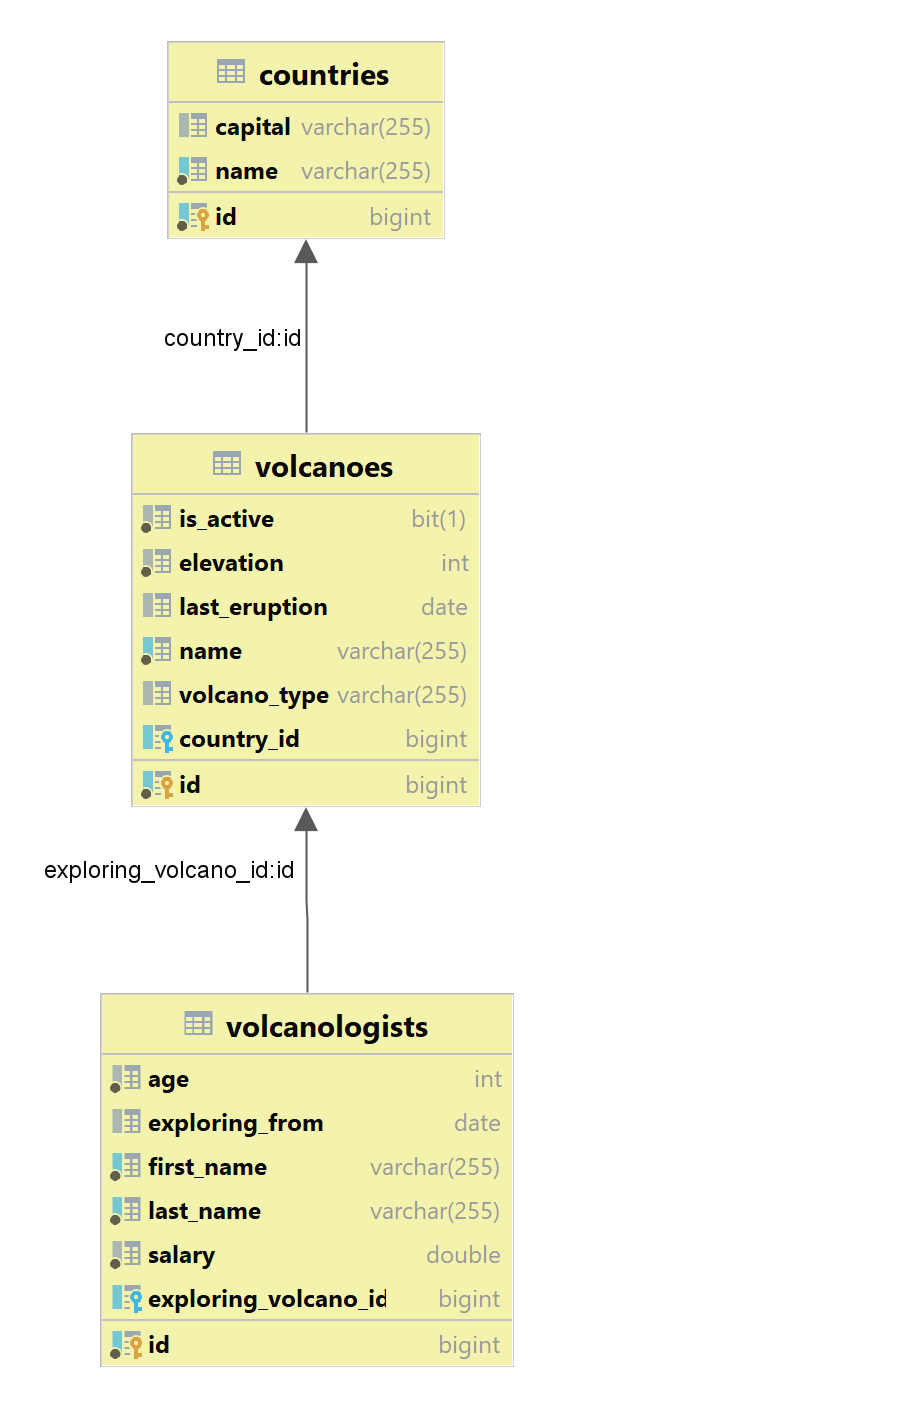 countries
capital varchar(255)
name varchar(255)
id bigint
country_id:id
volcanoes
is_active bit(1)
elevation int
last_eruption date
name varchar(255)
volcano_type varchar(255)
country_id bigint
id bigint
exploring_volcano_id:id
volcanologists
age int
exploring_from date
first_name varchar(255)
last_name varchar(255)
salary double
exploring_volcano_id bigint
id bigint